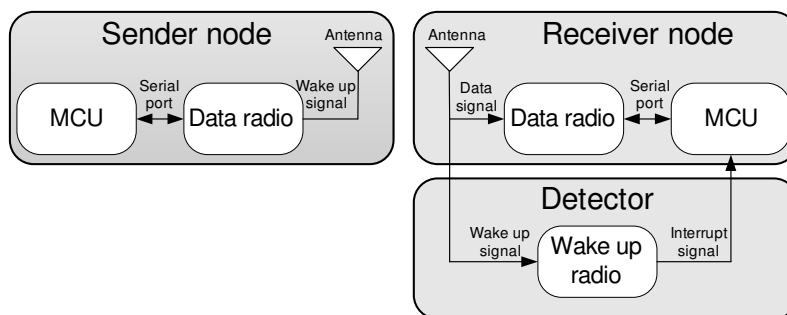 Sender node
Antenna
Serial
port
Wake up
signal
MCU
Data radio
Receiver node
Antenna
Data
signal
Serial
port
Data radio
MCU
Detector
Wake up
signal
Wake up
radio
Interrupt
signal